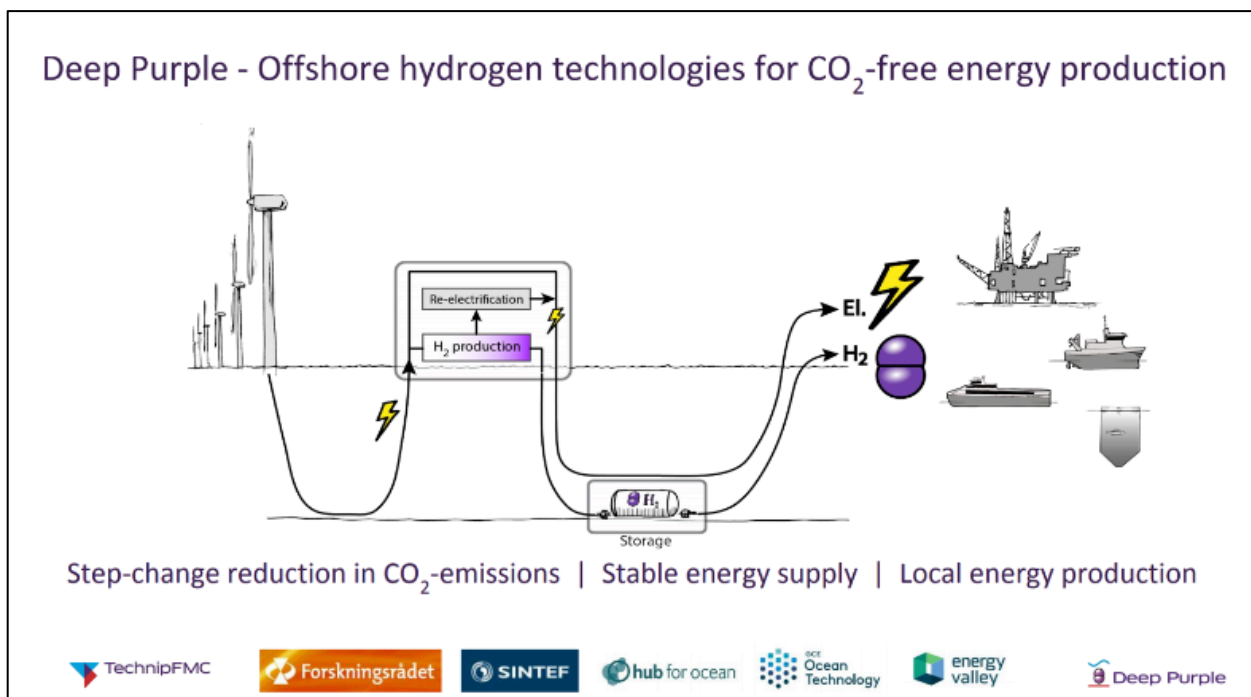 Deep Purple - Offshore hydrogen technologies for CO₂-free energy production
Re-electrification
H₂ production
El.
H₂
H₂
Storage
Step-change reduction in CO₂-emissions | Stable energy supply | Local energy production
TechnipFMC
Forskningsrådet
SINTEF
hub for ocean
GCE
Ocean
Technology
energy
valley
Deep Purple